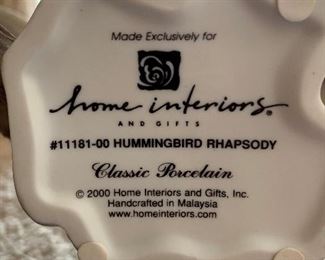 Made Exclusively for
home interiors®
AND GIFTS
#11181-00 HUMMINGBIRD RHAPSODY
Classic Porcelain
© 2000 Home Interiors and Gifts, Inc.
Handcrafted in Malaysia
www.homeinteriors.com